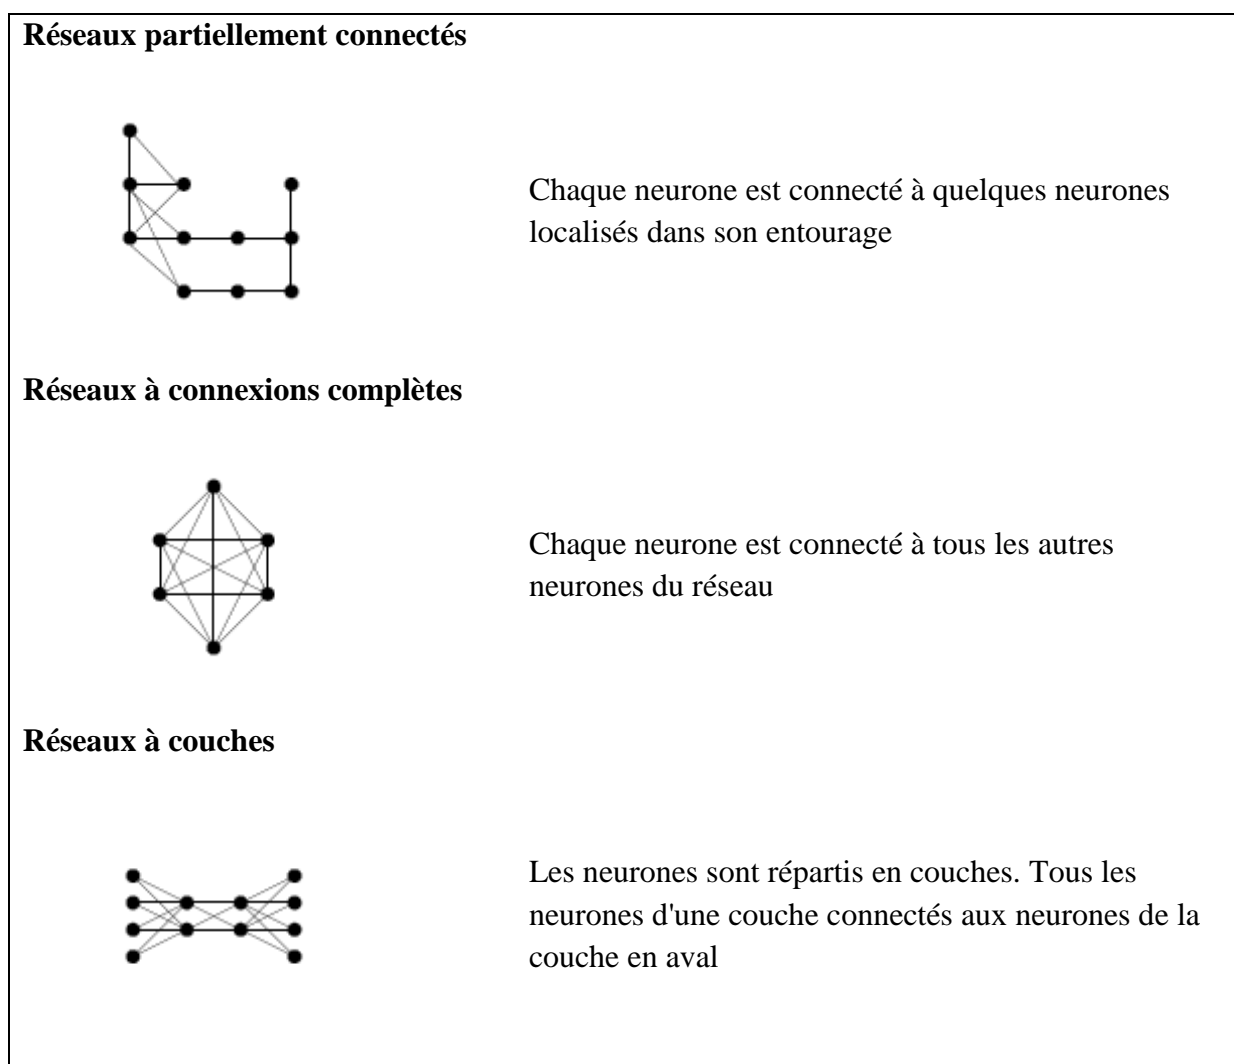 Réseaux partiellement connectés
Chaque neurone est connecté à quelques neurones
localisés dans son entourage
Réseaux à connexions complètes
Chaque neurone est connecté à tous les autres
neurones du réseau
Réseaux à couches
Les neurones sont répartis en couches. Tous les
neurones d'une couche connectés aux neurones de la
couche en aval